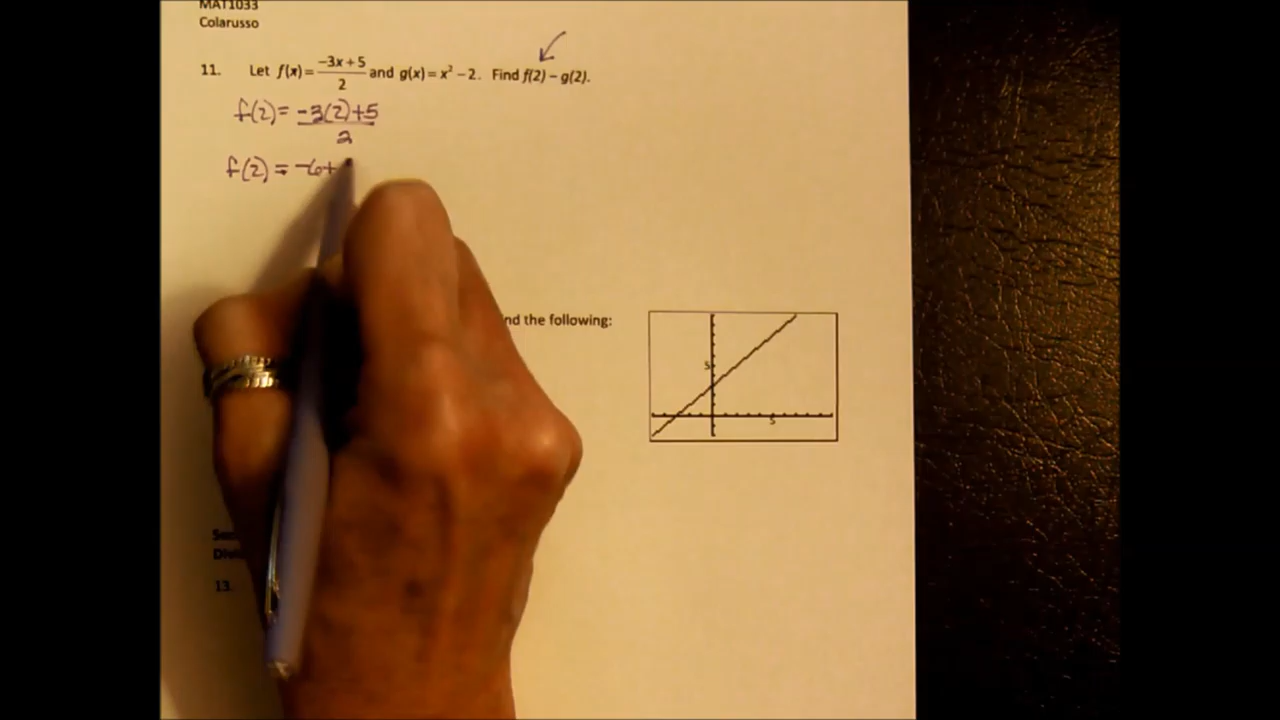 MAT1033
Colarusso
11. Let f(x) = (-3x + 5)/2 and g(x) = x² - 2. Find f(2) - g(2).
f(2) = (-3(2)+5)/2
f(2) = -6+
nd the following:
5
5
13.